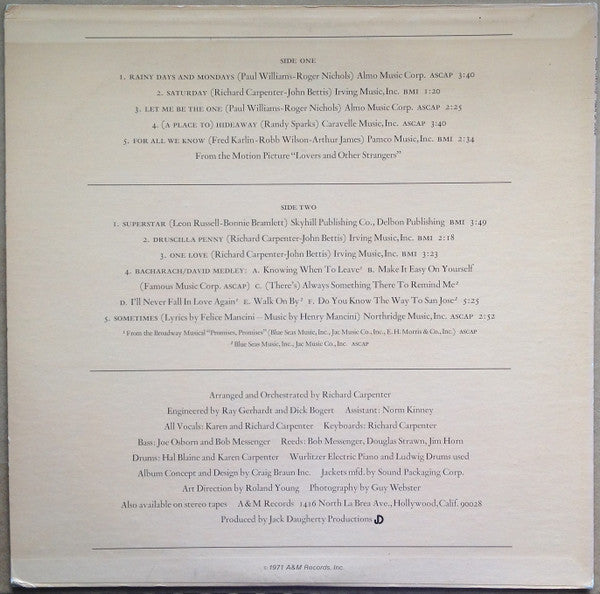 SIDE ONE
1. RAINY DAYS AND MONDAYS (Paul Williams-Roger Nichols) Almo Music Corp. ASCAP 3:40
2. SATURDAY (Richard Carpenter-John Bettis) Irving Music, Inc. BMI 1:20
3. LET ME BE THE ONE (Paul Williams-Roger Nichols) Almo Music Corp. ASCAP 2:25
4. (A PLACE TO) HIDEAWAY (Randy Sparks) Caravelle Music, Inc. ASCAP 3:40
5. FOR ALL WE KNOW (Fred Karlin-Robb Wilson-Arthur James) Pamco Music, Inc. BMI 2:34
From the Motion Picture "Lovers and Other Strangers"
SIDE TWO
1. SUPERSTAR (Leon Russell-Bonnie Bramlett) Skyhill Publishing Co., Delbon Publishing BMI 3:49
2. DRUSCILLA PENNY (Richard Carpenter-John Bettis) Irving Music, Inc. BMI 2:18
3. ONE LOVE (Richard Carpenter-John Bettis) Irving Music, Inc. BMI 3:23
4. BACHARACH/DAVID MEDLEY: A. Knowing When To Leave¹ B. Make It Easy On Yourself
(Famous Music Corp. ASCAP) C. (There's) Always Something There To Remind Me²
D. I'll Never Fall In Love Again¹ E. Walk On By² F. Do You Know The Way To San Jose² 5:25
5. SOMETIMES (Lyrics by Felice Mancini – Music by Henry Mancini) Northridge Music, Inc. ASCAP 2:52
¹ From the Broadway Musical "Promises, Promises" (Blue Seas Music, Inc., Jac Music Co., Inc., E. H. Morris & Co., Inc.) ASCAP
² Blue Seas Music, Inc., Jac Music Co., Inc. ASCAP
Arranged and Orchestrated by Richard Carpenter
Engineered by Ray Gerhardt and Dick Bogert Assistant: Norm Kinney
All Vocals: Karen and Richard Carpenter Keyboards: Richard Carpenter
Bass: Joe Osborn and Bob Messenger Reeds: Bob Messenger, Douglas Strawn, Jim Horn
Drums: Hal Blaine and Karen Carpenter Wurlitzer Electric Piano and Ludwig Drums used
Album Concept and Design by Craig Braun Inc. Jackets mfd. by Sound Packaging Corp.
Art Direction by Roland Young Photography by Guy Webster
Also available on stereo tapes A & M Records 1416 North La Brea Ave., Hollywood, Calif. 90028
Produced by Jack Daugherty Productions JD
© 1971 A&M Records, Inc.